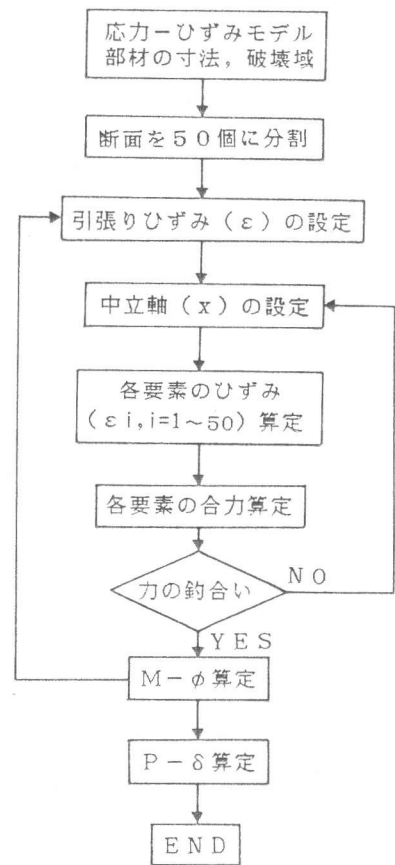 応力－ひずみモデル
部材の寸法，破壊域
断面を５０個に分割
引張りひずみ（ε）の設定
中立軸（x）の設定
各要素のひずみ
（εi,i=1～50）算定
各要素の合力算定
力の釣合い
NO
YES
M－φ算定
P－δ算定
END